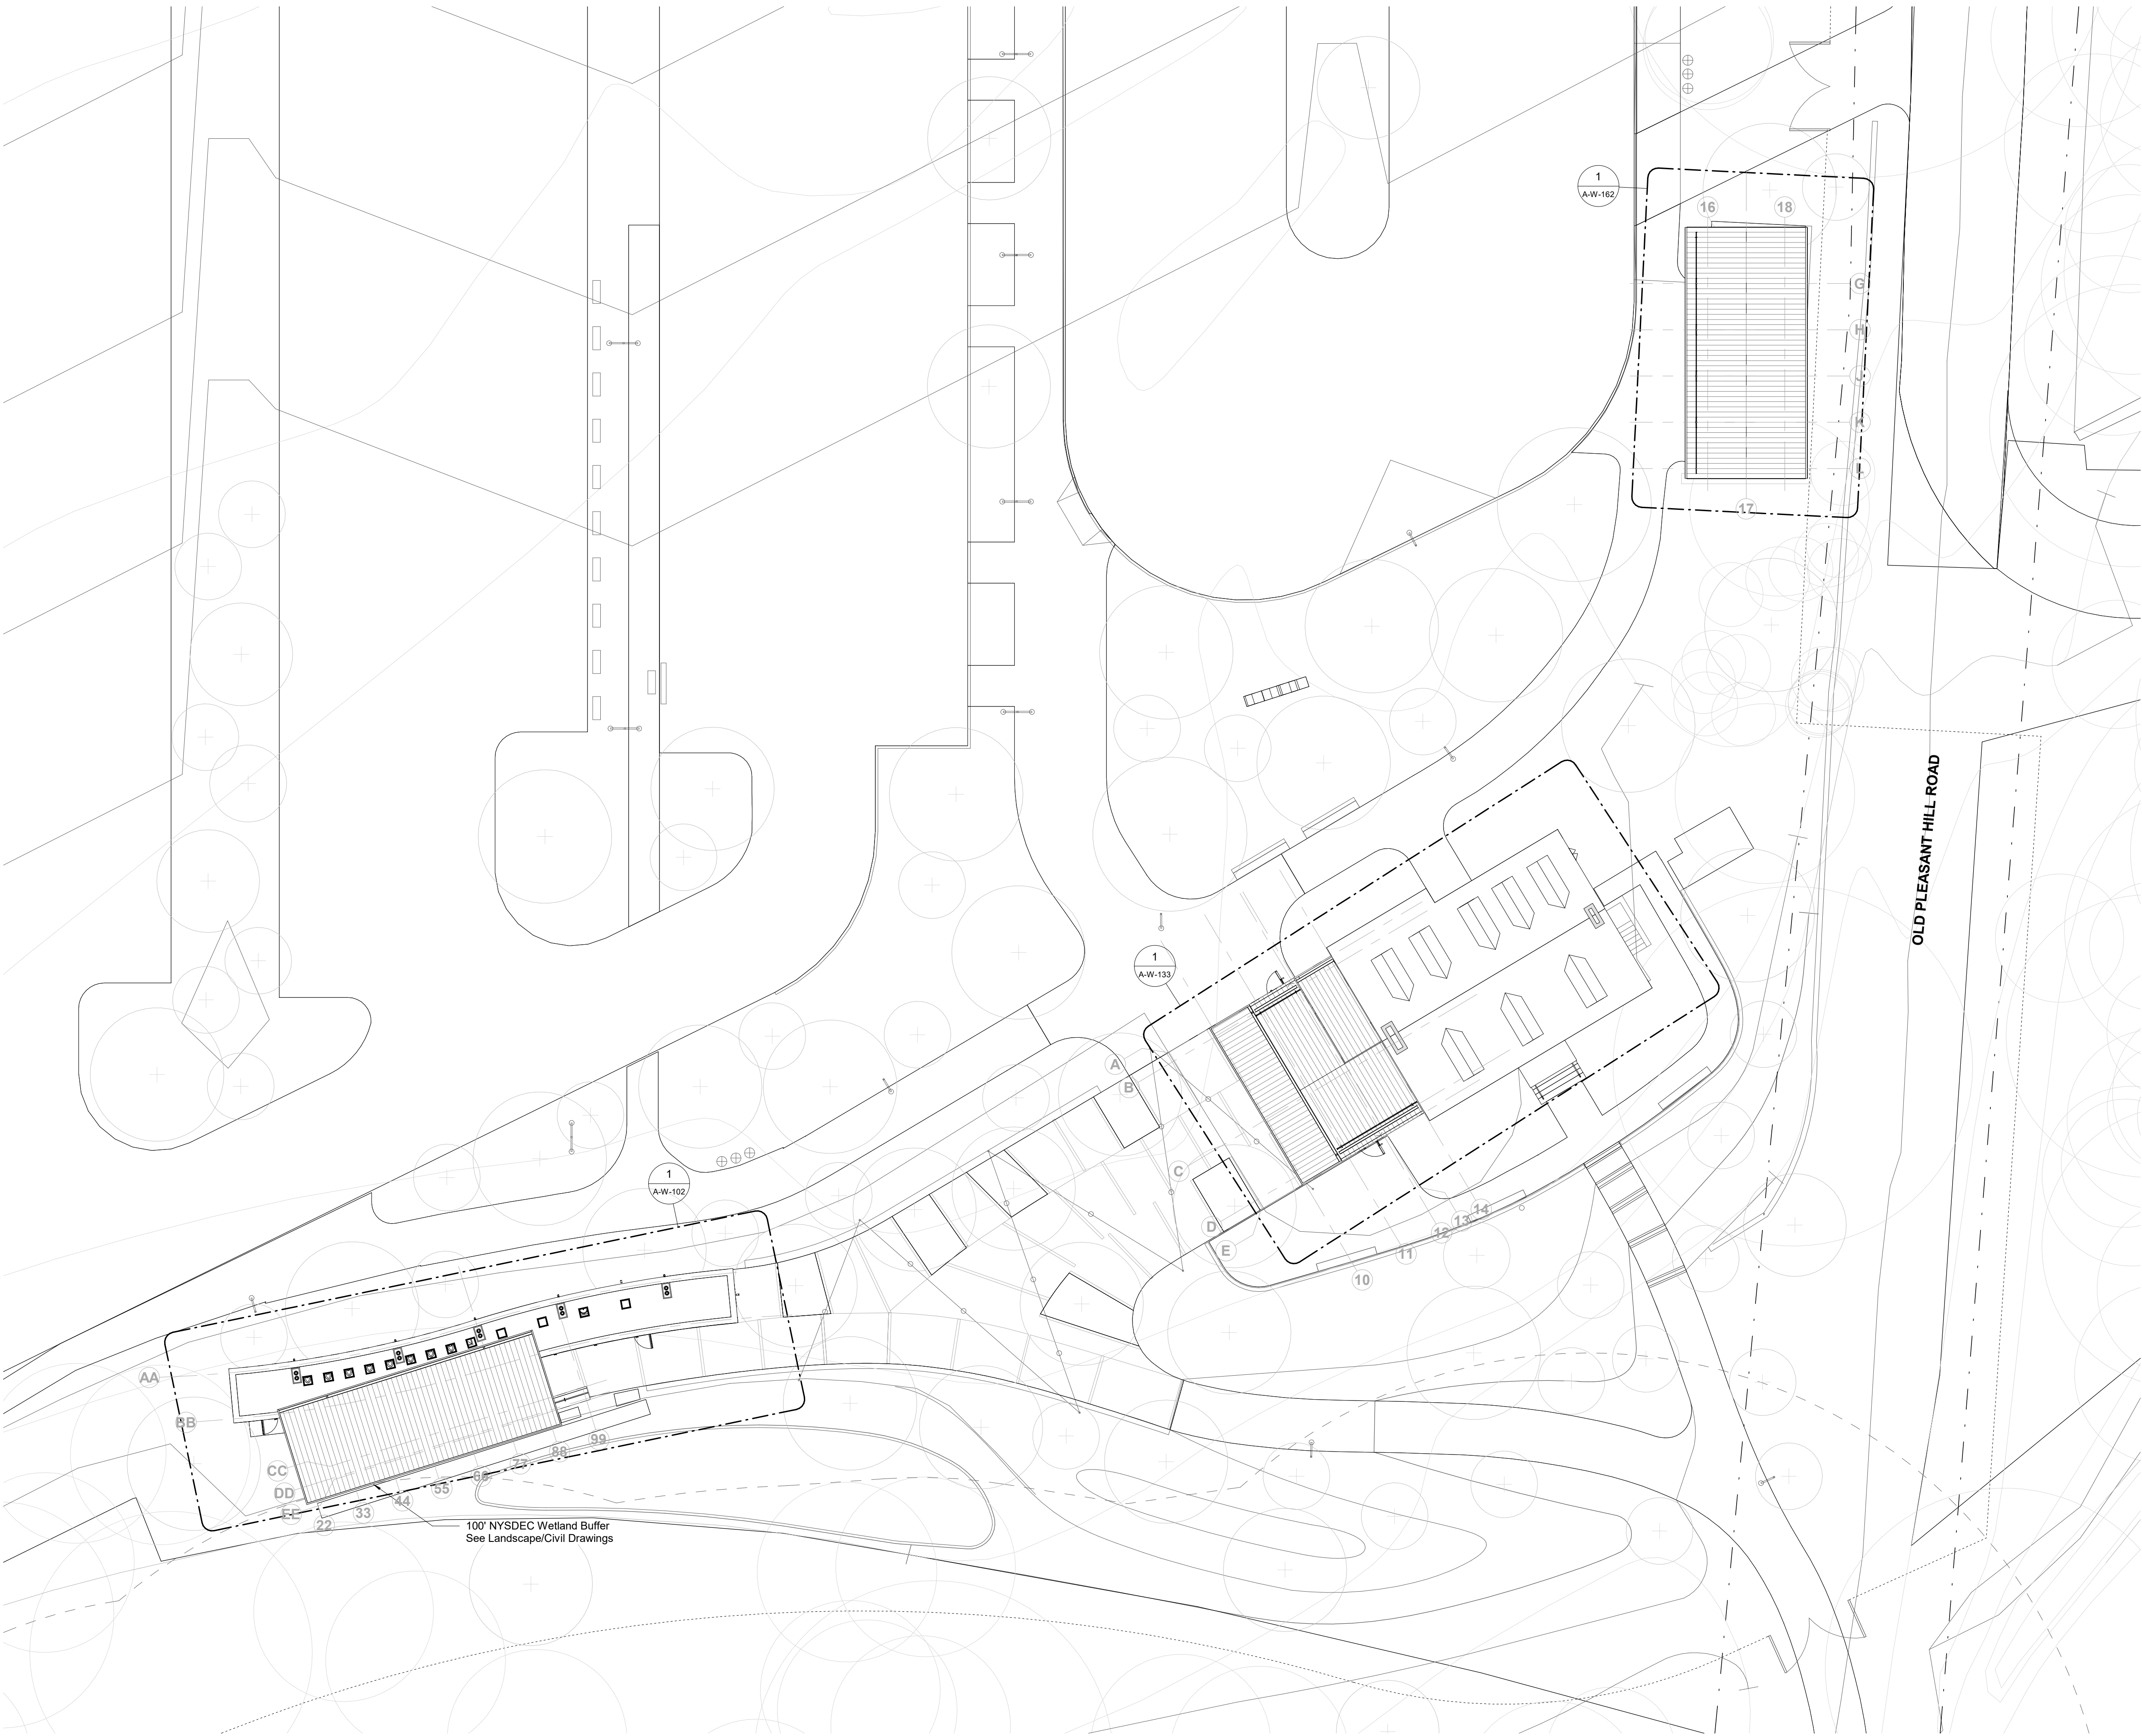 1
A-W-162
16
18
G
H
J
K
L
17
OLD PLEASANT HILL ROAD
1
A-W-133
A
B
C
D
E
14
13
12
11
10
1
A-W-102
AA
BB
CC
DD
EE
22
33
44
55
66
77
88
99
100' NYSDEC Wetland Buffer
See Landscape/Civil Drawings